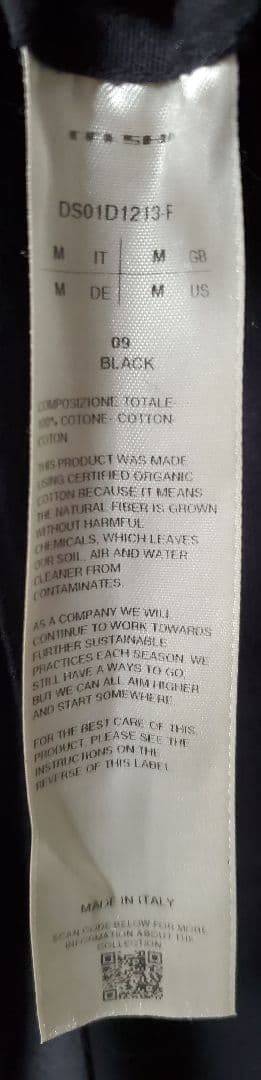 DS01D1213-F
M IT M GB
M DE M US
09
BLACK
COMPOSIZIONE TOTALE-
100% COTONE- COTTON-
COTON
THIS PRODUCT WAS MADE
USING CERTIFIED ORGANIC
COTTON BECAUSE IT MEANS
THE NATURAL FIBER IS GROWN
WITHOUT HARMFUL
CHEMICALS, WHICH LEAVES
OUR SOIL, AIR AND WATER
CLEANER FROM
CONTAMINATES.
AS A COMPANY WE WILL
CONTINUE TO WORK TOWARDS
FURTHER SUSTAINABLE
PRACTICES EACH SEASON. WE
STILL HAVE A WAYS TO GO
BUT WE CAN ALL AIM HIGHER
AND START SOMEWHERE.
FOR THE BEST CARE OF THIS
PRODUCT, PLEASE SEE THE
INSTRUCTIONS ON THE
REVERSE OF THIS LABEL
MADE IN ITALY
SCAN CODE BELOW FOR MORE
INFORMATION ABOUT THE
COLLECTION